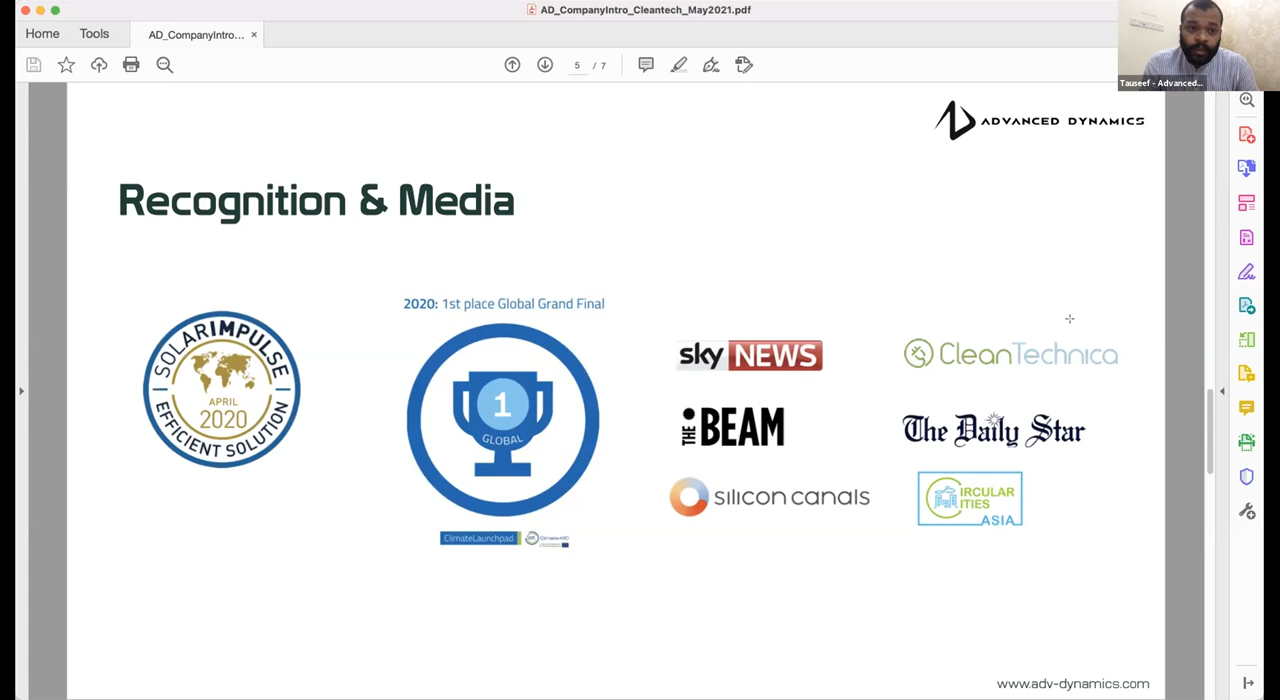 AD_CompanyIntro_Cleantech_May2021.pdf
Home Tools AD_CompanyIntro... ×
5 / 7
Tauseef - Advanced...
ADVANCED DYNAMICS
Recognition & Media
SOLARIMPULSE
APRIL
2020
EFFICIENT SOLUTION
2020: 1st place Global Grand Final
1
GLOBAL
ClimateLaunchpad
sky NEWS
CleanTechnica
THE BEAM
The Daily Star
silicon canals
CIRCULAR
CITIES
ASIA
www.adv-dynamics.com